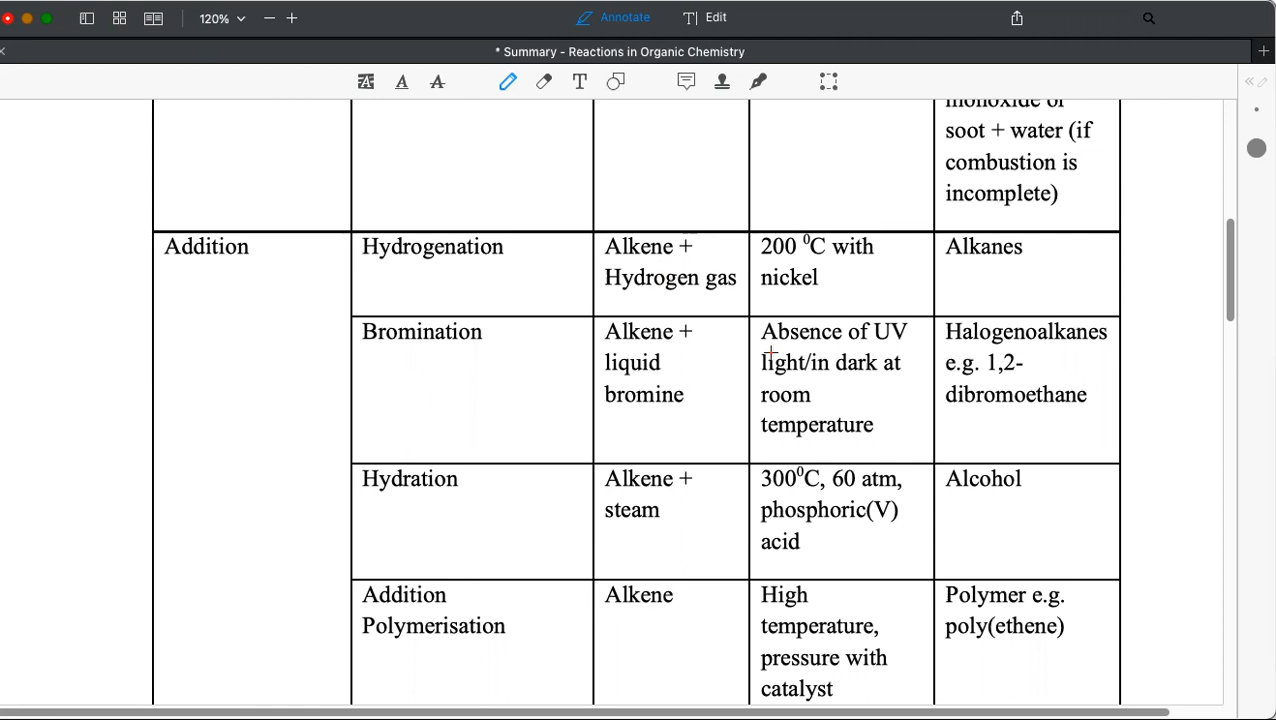 120%
Annotate
Edit
* Summary - Reactions in Organic Chemistry
monoxide or
soot + water (if
combustion is
incomplete)
Addition
Hydrogenation
Alkene +
Hydrogen gas
200 ⁰C with
nickel
Alkanes
Bromination
Alkene +
liquid
bromine
Absence of UV
light/in dark at
room
temperature
Halogenoalkanes
e.g. 1,2-
dibromoethane
Hydration
Alkene +
steam
300⁰C, 60 atm,
phosphoric(V)
acid
Alcohol
Addition
Polymerisation
Alkene
High
temperature,
pressure with
catalyst
Polymer e.g.
poly(ethene)